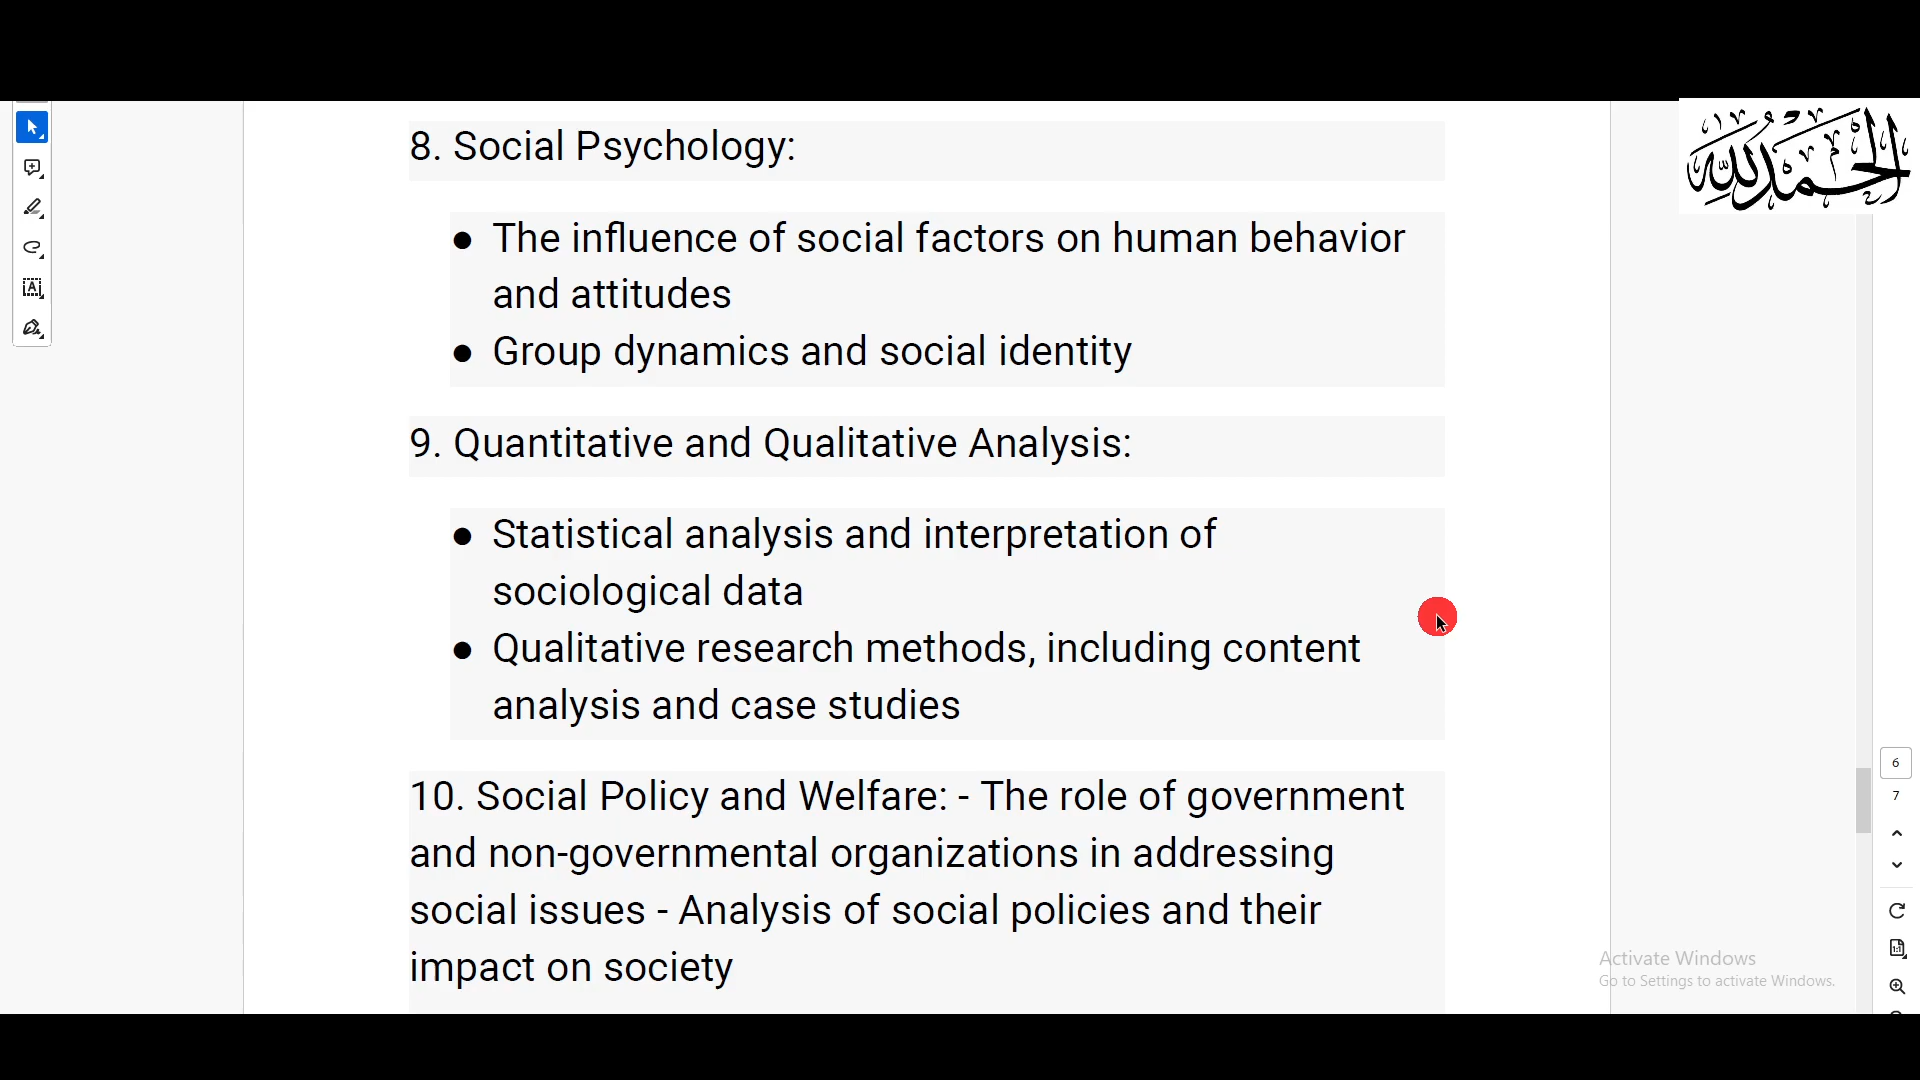 الحمد لله
8. Social Psychology:
● The influence of social factors on human behavior
and attitudes
● Group dynamics and social identity
9. Quantitative and Qualitative Analysis:
● Statistical analysis and interpretation of
sociological data
● Qualitative research methods, including content
analysis and case studies
10. Social Policy and Welfare: - The role of government
and non-governmental organizations in addressing
social issues - Analysis of social policies and their
impact on society
6
7
Activate Windows
Go to Settings to activate Windows.